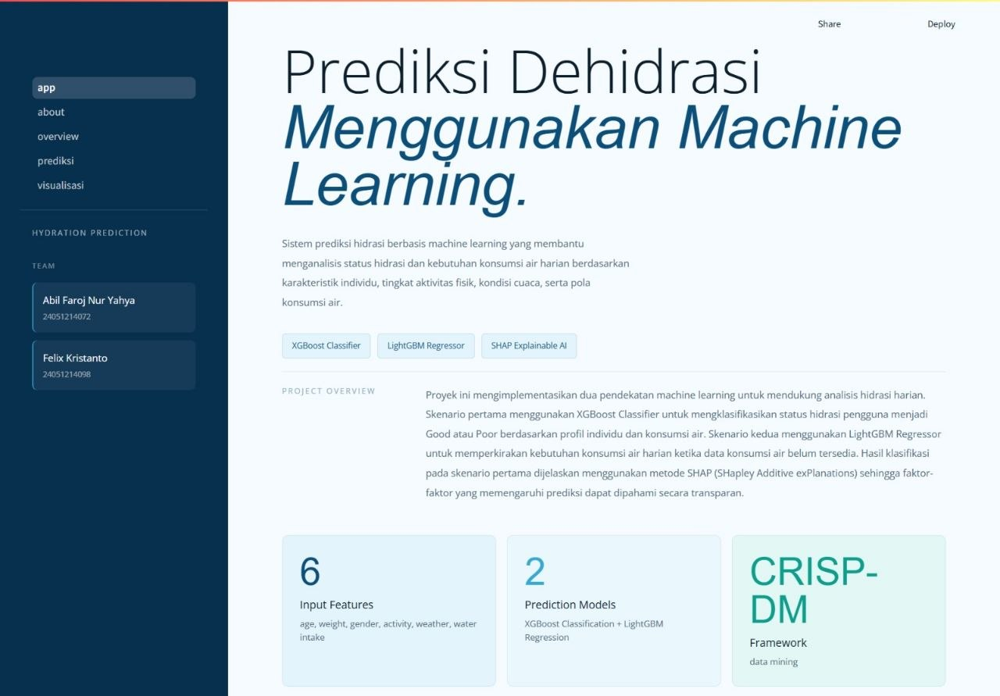 Share
Deploy
app
about
overview
prediksi
visualisasi
HYDRATION PREDICTION
TEAM
Abil Faroj Nur Yahya
24051214072
Felix Kristanto
24051214098
Prediksi Dehidrasi
Menggunakan Machine
Learning.
Sistem prediksi hidrasi berbasis machine learning yang membantu
menganalisis status hidrasi dan kebutuhan konsumsi air harian berdasarkan
karakteristik individu, tingkat aktivitas fisik, kondisi cuaca, serta pola
konsumsi air.
XGBoost Classifier
LightGBM Regressor
SHAP Explainable AI
PROJECT OVERVIEW
Proyek ini mengimplementasikan dua pendekatan machine learning untuk mendukung analisis hidrasi harian.
Skenario pertama menggunakan XGBoost Classifier untuk mengklasifikasikan status hidrasi pengguna menjadi
Good atau Poor berdasarkan profil individu dan konsumsi air. Skenario kedua menggunakan LightGBM Regressor
untuk memperkirakan kebutuhan konsumsi air harian ketika data konsumsi air belum tersedia. Hasil klasifikasi
pada skenario pertama dijelaskan menggunakan metode SHAP (SHapley Additive exPlanations) sehingga faktor-
faktor yang memengaruhi prediksi dapat dipahami secara transparan.
6
Input Features
age, weight, gender, activity, weather, water
intake
2
Prediction Models
XGBoost Classification + LightGBM
Regression
CRISP-
DM
Framework
data mining